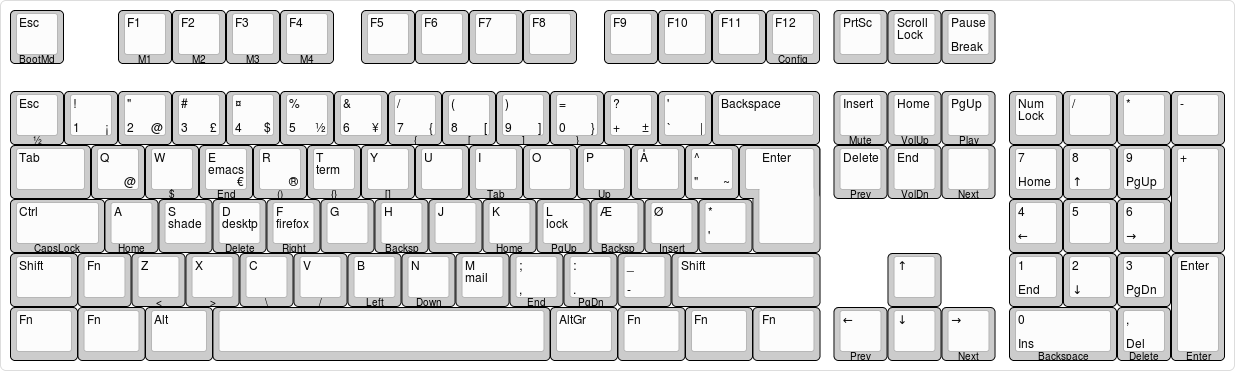 Esc F1 F2 F3 F4 F5 F6 F7 F8 F9 F10 F11 F12 PrtSc Scroll Pause
Lock
Break
BootMd M1 M2 M3 M4 Config
Esc ! " # ¤ % & / ( ) = ? ' Backspace Insert Home PgUp Num / * -
Lock
1 ¡ 2 @ 3 £ 4 $ 5 ½ 6 ¥ 7 { 8 [ 9 ] 0 } + ± ` |
½ { [ ] } Mute VolUp Play
Tab Q W E R T Y U I O P Å ^ Enter Delete End 7 8 9 +
emacs term
@ € ® " ~ Home ↑ PgUp
$ End () {} [] Tab Up Prev VolDn Next
Ctrl A S D F G H J K L Æ Ø * 4 5 6
shade desktp firefox lock
' ← →
CapsLock Home Delete Right Backsp Home PgUp Backsp Insert
Shift Fn Z X C V B N M ; : _ Shift ↑ 1 2 3 Enter
mail
, . - End ↓ PgDn
< > \ / Left Down End PgDn
Fn Fn Alt AltGr Fn Fn Fn ← ↓ → 0 ,
Ins Del
Prev Next Backspace Delete Enter